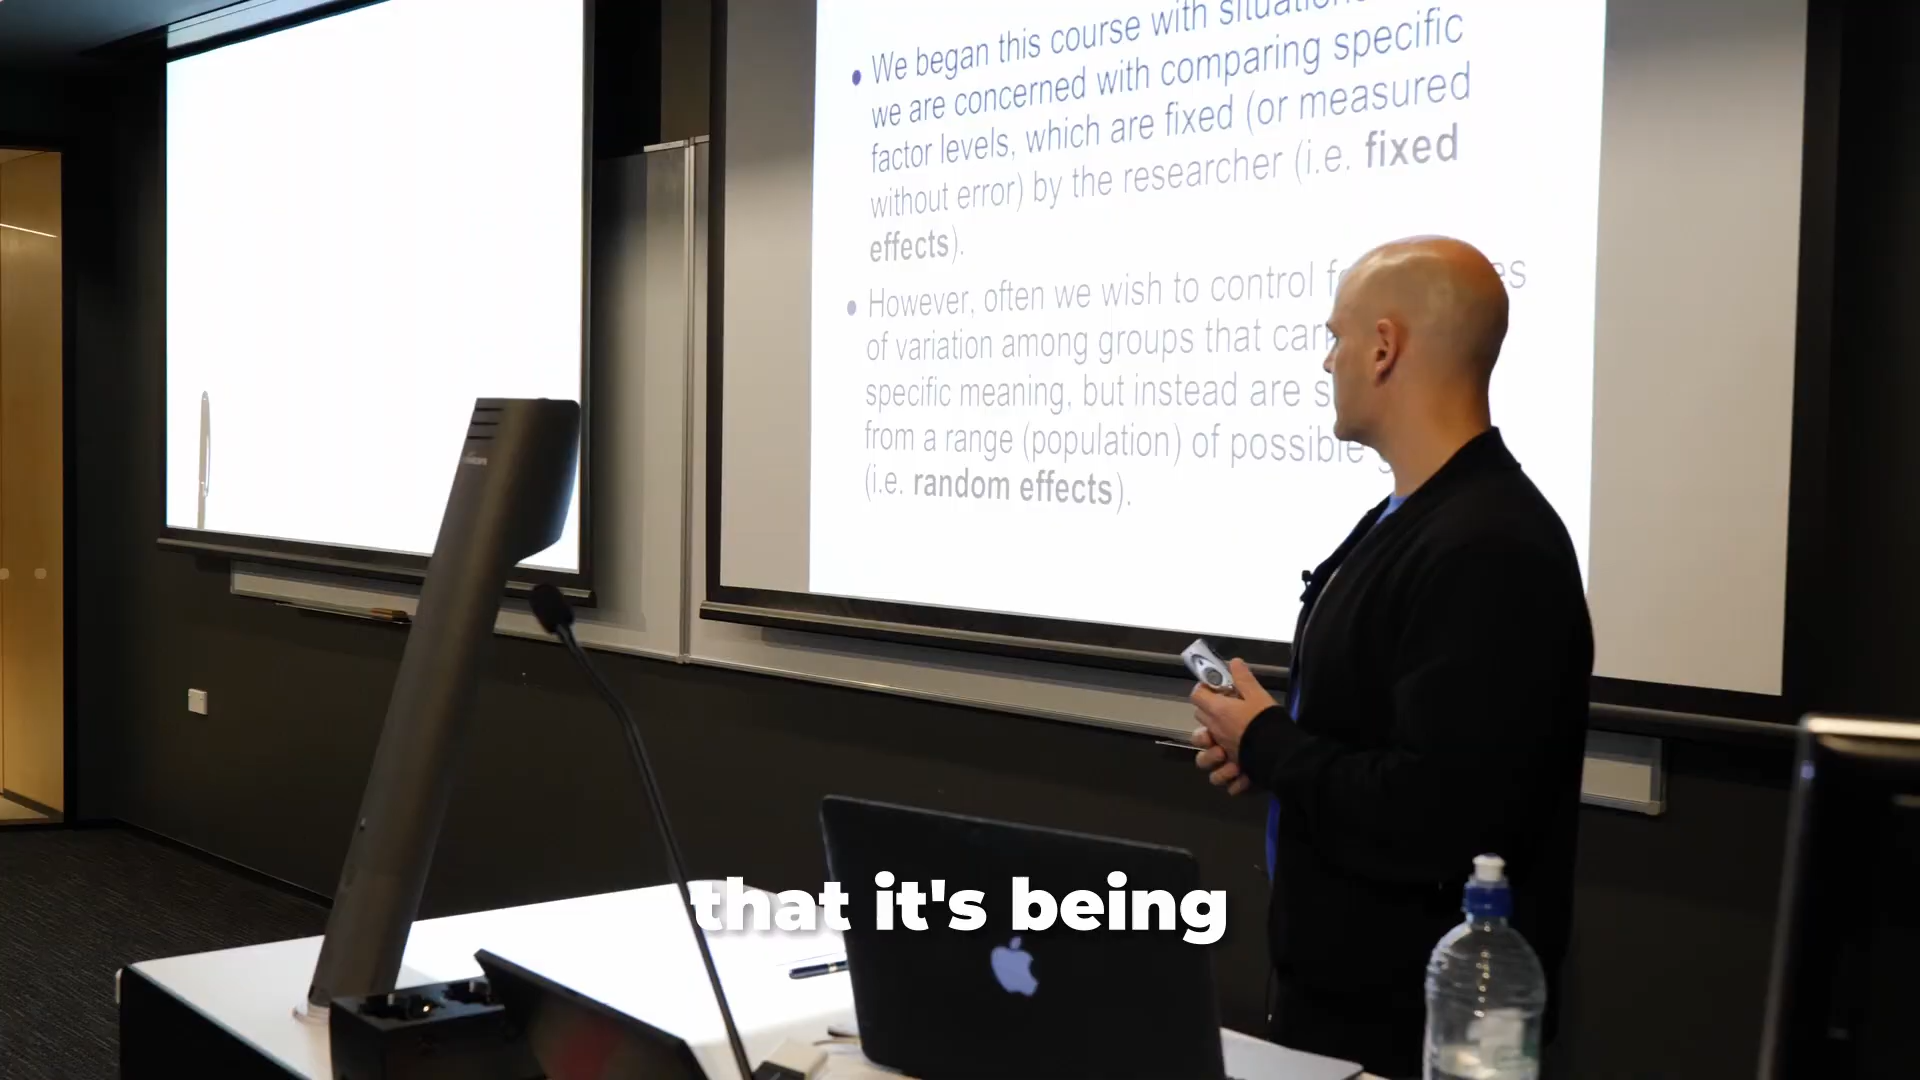 We began this course with
we are concerned with comparing specific
factor levels, which are fixed (or measured
without error) by the researcher (i.e. fixed
effects).
However, often we wish to control
of variation among groups that
specific meaning, but instead are
from a range (population) of possible
(i.e. random effects).
that it's being